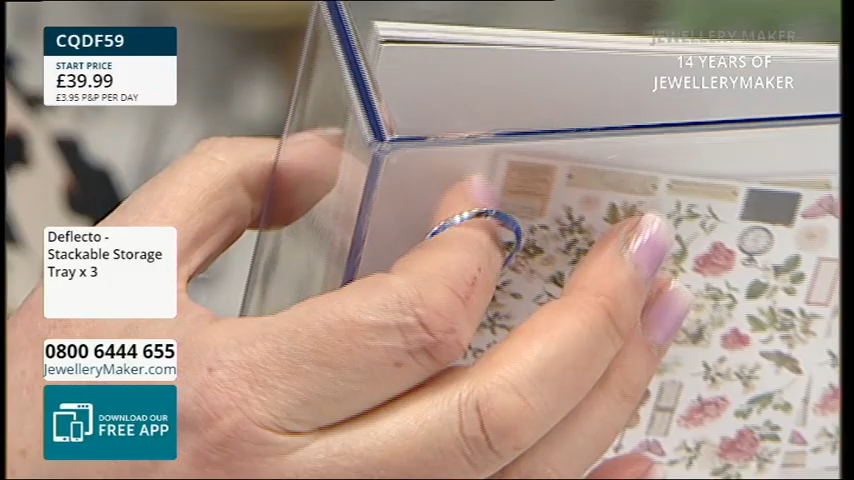 CQDF59
START PRICE
£39.99
£3.95 P&P PER DAY
JEWELLERY MAKER
14 YEARS OF
JEWELLERYMAKER
Deflecto -
Stackable Storage
Tray x 3
0800 6444 655
JewelleryMaker.com
DOWNLOAD OUR
FREE APP